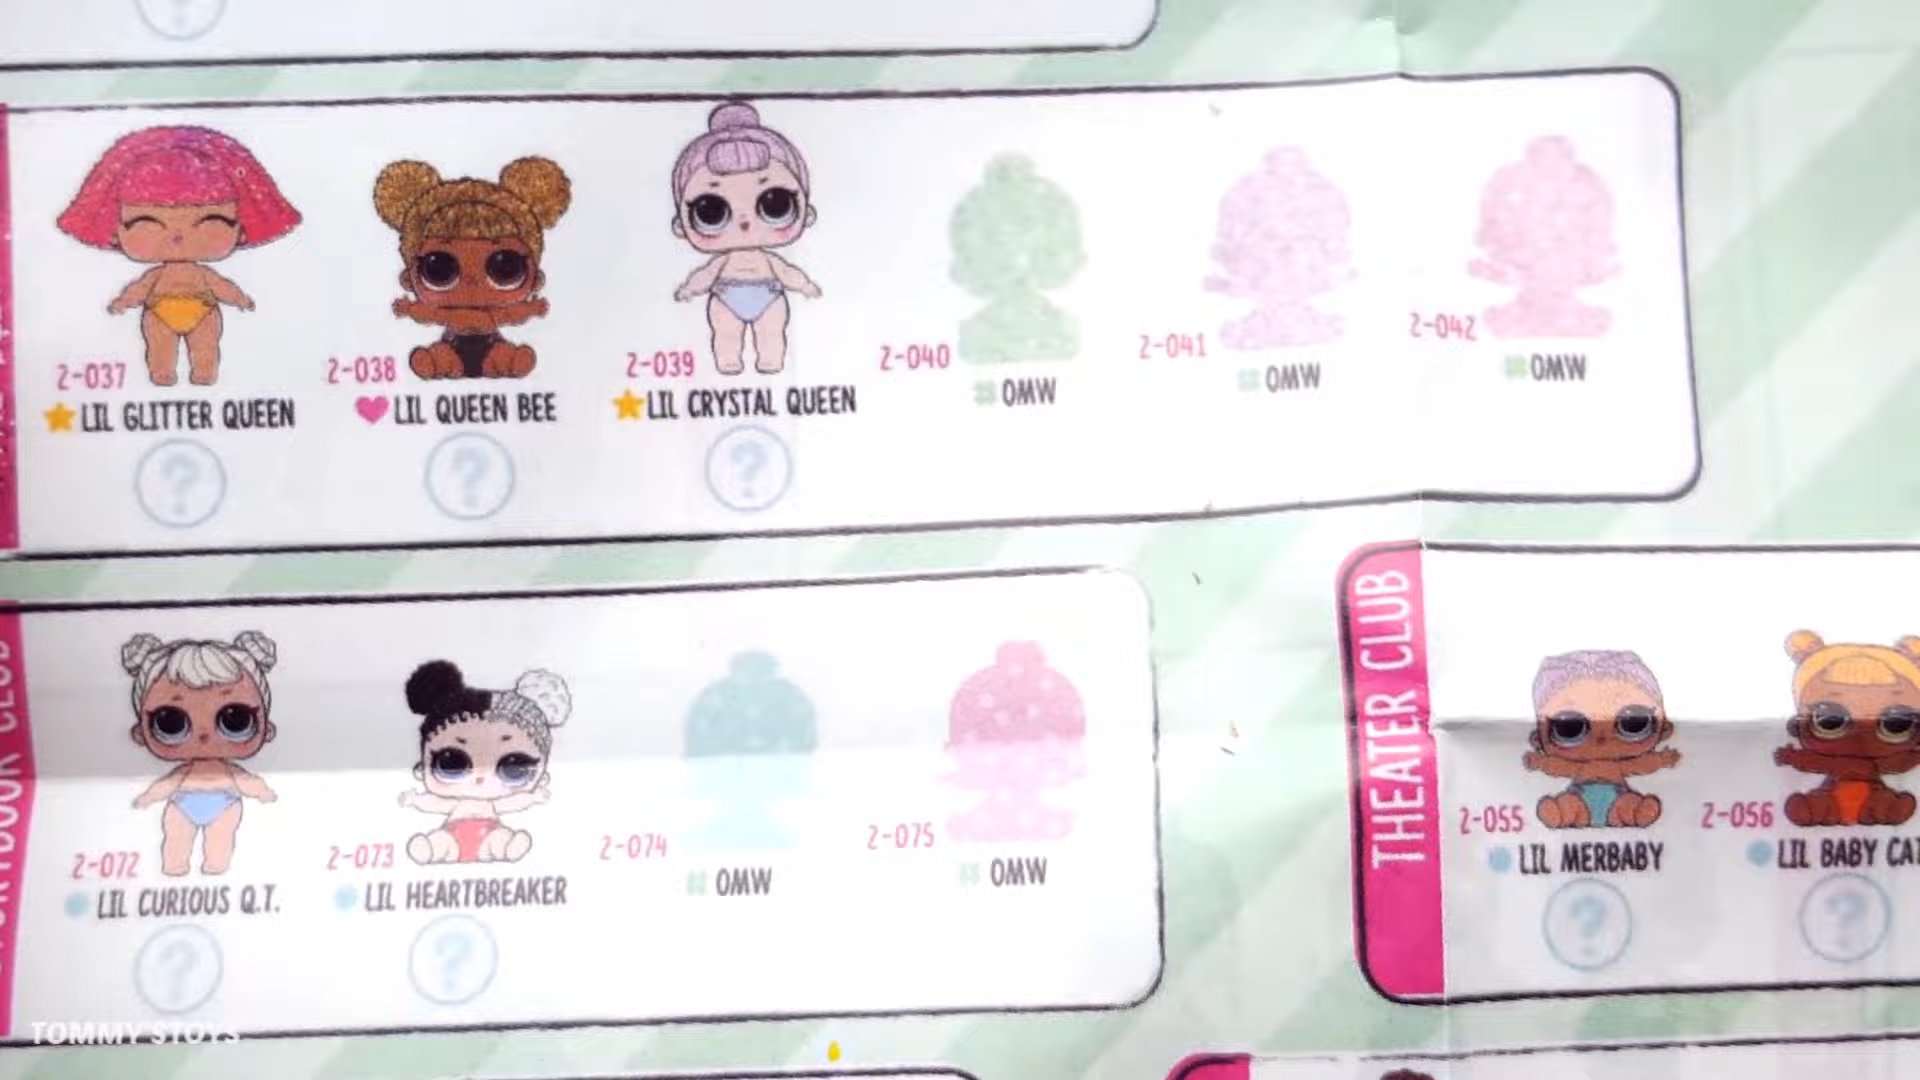 2-037
LIL GLITTER QUEEN
2-038
LIL QUEEN BEE
2-039
LIL CRYSTAL QUEEN
2-040
OMW
2-041
OMW
2-042
OMW
2-072
LIL CURIOUS Q.T.
2-073
LIL HEARTBREAKER
2-074
OMW
2-075
OMW
THEATER CLUB
2-055
LIL MERBABY
2-056
LIL BABY CAT
?
?
?
?
?
?
?
TOMMY'S TOYS